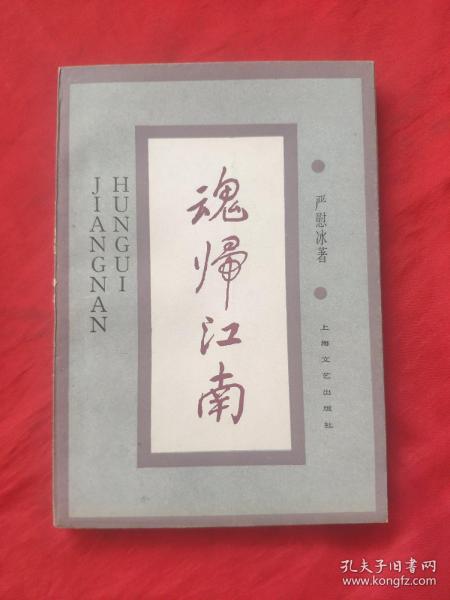 魂帰江南
HUNGUI
JIANGNAN
严慰冰著
上海文艺出版社
孔夫子旧书网
www.kongfz.com